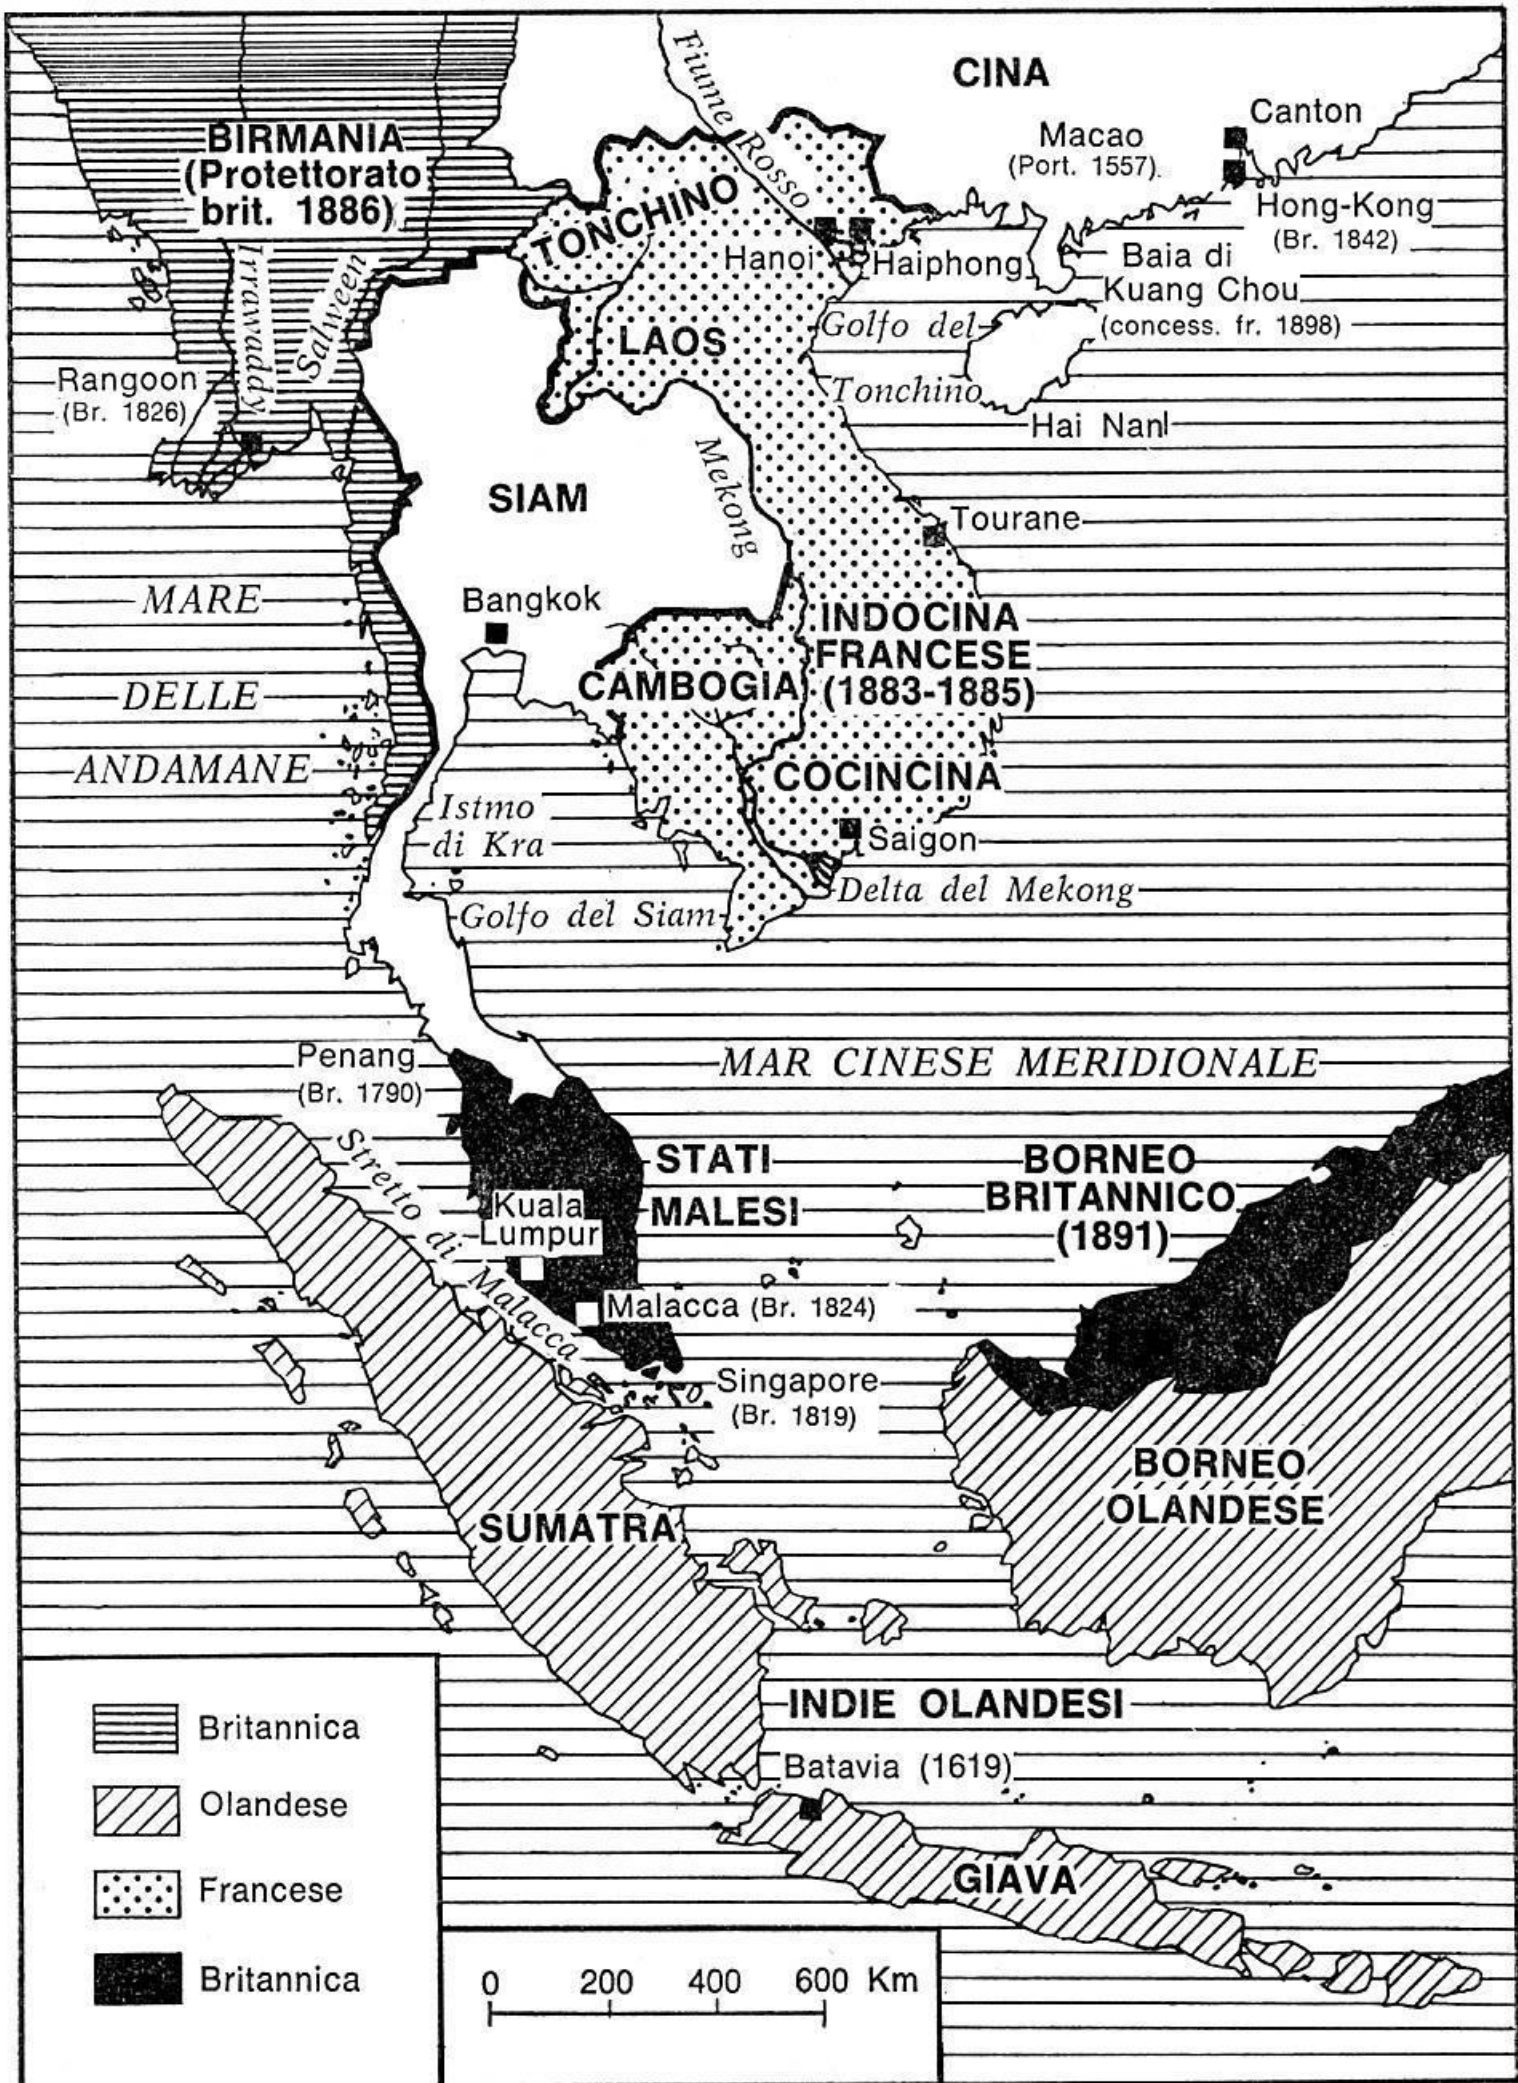 CINA
Fiume Rosso
Canton
Macao
(Port. 1557).
BIRMANIA
(Protettorato
brit. 1886)
Hong-Kong
(Br. 1842)
TONCHINO
Hanoi
Haiphong
Baia di
Kuang Chou
(concess. fr. 1898)
Irrawaddy
Salween
LAOS
Golfo del
Tonchino
Hai Nan
Rangoon
(Br. 1826)
SIAM
Mekong
Tourane
MARE
DELLE
ANDAMANE
Bangkok
INDOCINA
FRANCESE
(1883-1885)
CAMBOGIA
COCINCINA
Istmo
di Kra
Saigon
Delta del Mekong
Golfo del Siam
Penang
(Br. 1790)
MAR CINESE MERIDIONALE
Stretto di Malacca
STATI
MALESI
BORNEO
BRITANNICO
(1891)
Kuala
Lumpur
Malacca (Br. 1824)
Singapore
(Br. 1819)
BORNEO
OLANDESE
SUMATRA
INDIE OLANDESI
Batavia (1619)
GIAVA
Britannica
Olandese
Francese
Britannica
0 200 400 600 Km